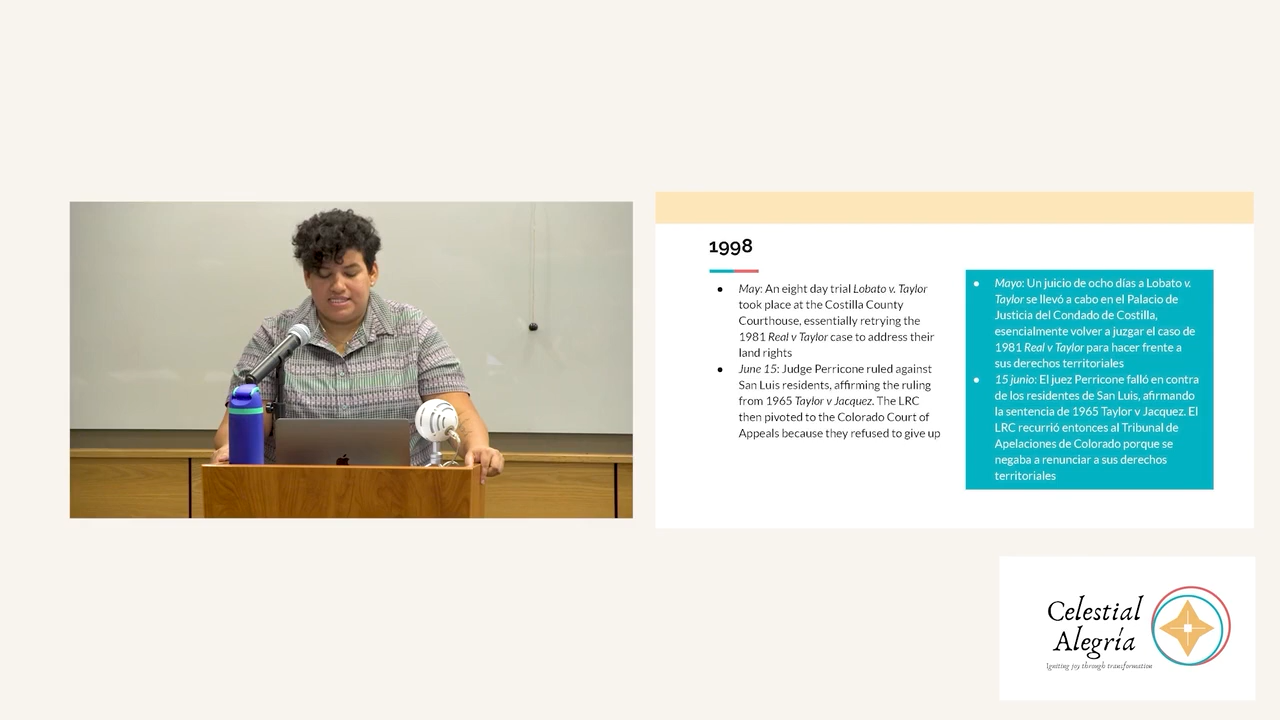 1998
● May: An eight day trial Lobato v. Taylor
took place at the Costilla County
Courthouse, essentially retrying the
1981 Real v Taylor case to address their
land rights
● June 15: Judge Perricone ruled against
San Luis residents, affirming the ruling
from 1965 Taylor v Jacquez. The LRC
then pivoted to the Colorado Court of
Appeals because they refused to give up
● Mayo: Un juicio de ocho días a Lobato v.
Taylor se llevó a cabo en el Palacio de
Justicia del Condado de Costilla,
esencialmente volver a juzgar el caso de
1981 Real v Taylor para hacer frente a
sus derechos territoriales
● 15 junio: El juez Perricone falló en contra
de los residentes de San Luis, afirmando
la sentencia de 1965 Taylor v Jacquez. El
LRC recurrió entonces al Tribunal de
Apelaciones de Colorado porque se
negaba a renunciar a sus derechos
territoriales
Celestial
Alegría
Igniting joy through transformation